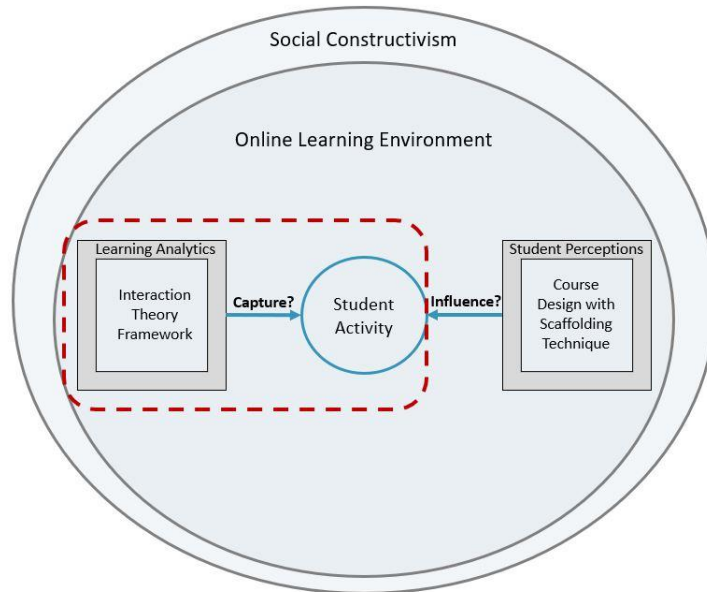 Social Constructivism
Online Learning Environment
Learning Analytics
Interaction
Theory
Framework
Capture?
Student
Activity
Influence?
Student Perceptions
Course
Design with
Scaffolding
Technique